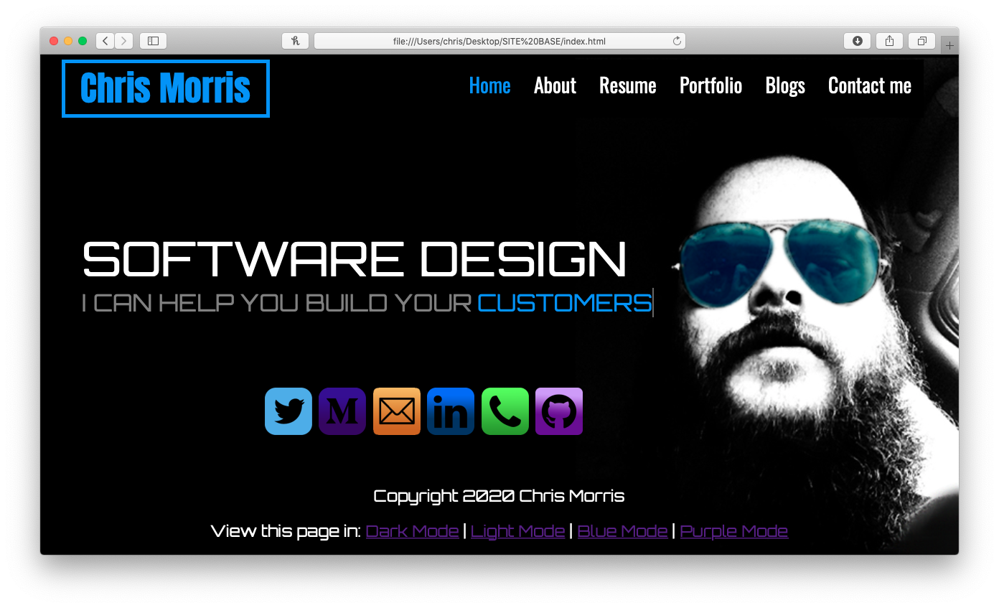 file:///Users/chris/Desktop/SITE%20BASE/index.html
Chris Morris
Home About Resume Portfolio Blogs Contact me
SOFTWARE DESIGN
I CAN HELP YOU BUILD YOUR CUSTOMERS
M in
Copyright 2020 Chris Morris
View this page in: Dark Mode | Light Mode | Blue Mode | Purple Mode